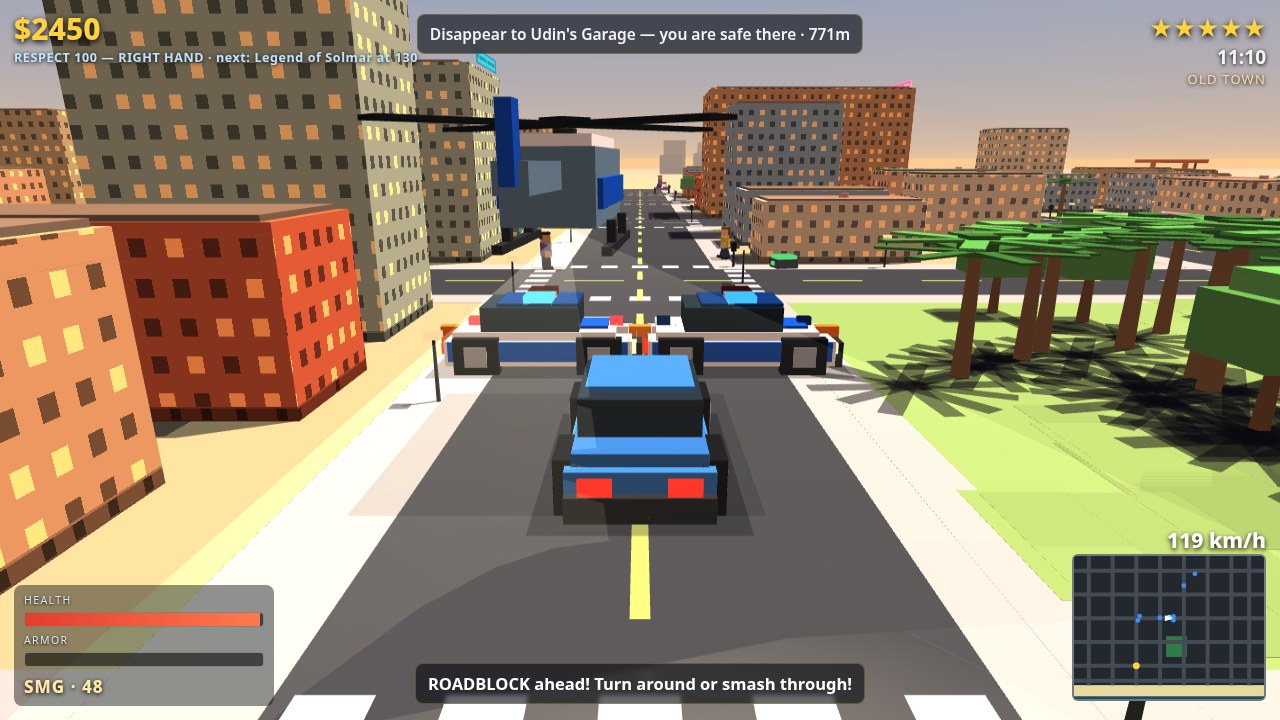 $2450
RESPECT 100 — RIGHT HAND · next: Legend of Solmar at 130
Disappear to Udin's Garage — you are safe there · 771m
★★★★★
11:10
OLD TOWN
119 km/h
HEALTH
ARMOR
SMG · 48
ROADBLOCK ahead! Turn around or smash through!